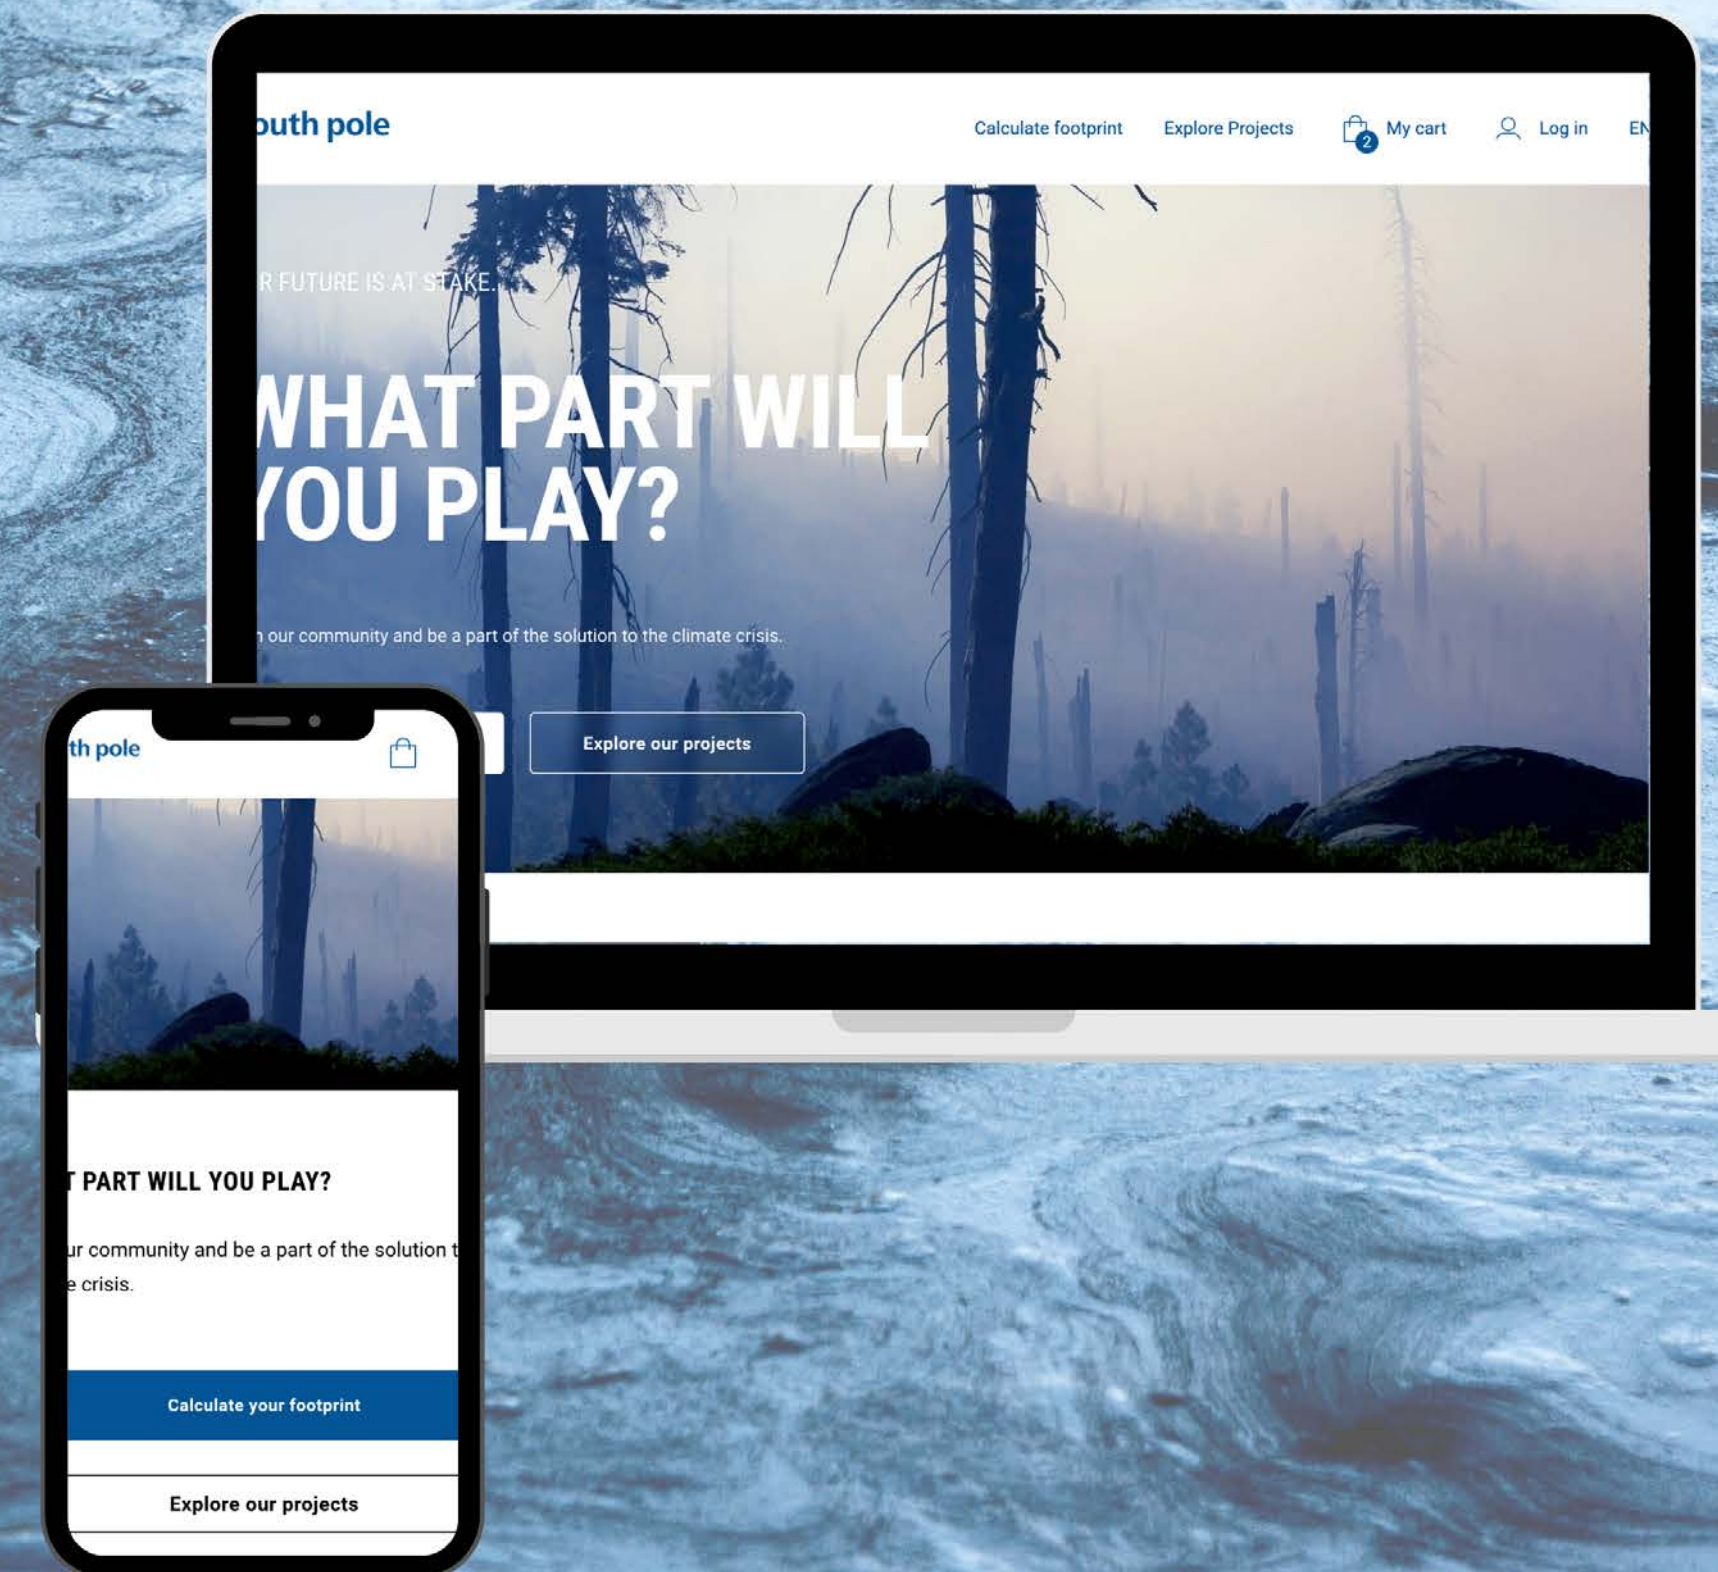 outh pole
Calculate footprint Explore Projects 2 My cart Log in EN
R FUTURE IS AT STAKE.
WHAT PART WILL
YOU PLAY?
our community and be a part of the solution to the climate crisis.
Explore our projects
th pole
T PART WILL YOU PLAY?
ur community and be a part of the solution t
e crisis.
Calculate your footprint
Explore our projects